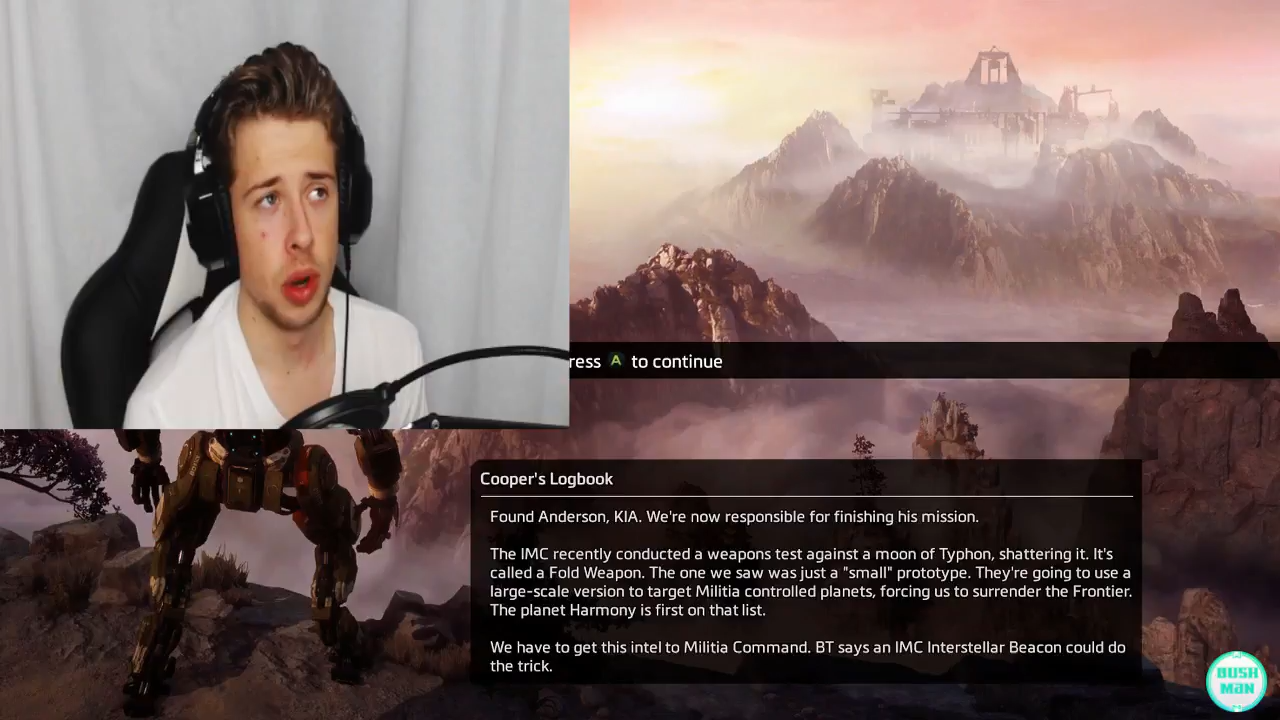 ress A to continue
Cooper's Logbook
Found Anderson, KIA. We're now responsible for finishing his mission.
The IMC recently conducted a weapons test against a moon of Typhon, shattering it. It's
called a Fold Weapon. The one we saw was just a "small" prototype. They're going to use a
large-scale version to target Militia controlled planets, forcing us to surrender the Frontier.
The planet Harmony is first on that list.
We have to get this intel to Militia Command. BT says an IMC Interstellar Beacon could do
the trick.
BUSH
MAN